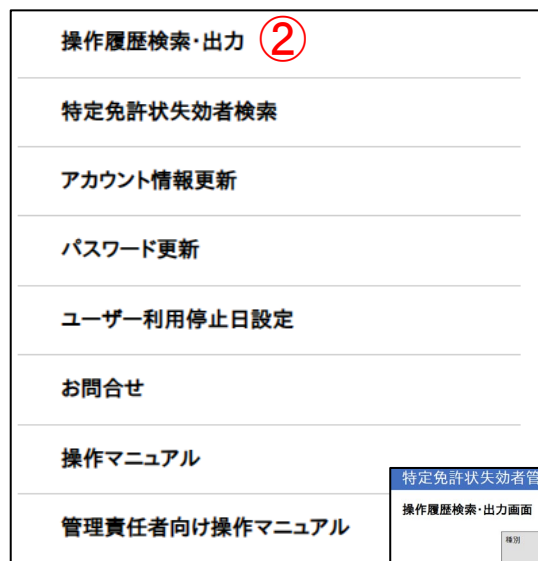 操作履歴検索・出力 ②
特定免許状失効者検索
アカウント情報更新
パスワード更新
ユーザー利用停止日設定
お問合せ
操作マニュアル
管理責任者向け操作マニュアル
特定免許状失効者管
操作履歴検索・出力画面
種別